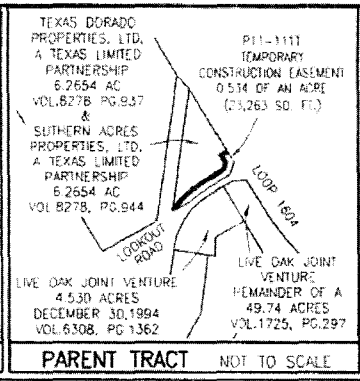 TEXAS DORADO
PROPERTIES, LTD.
A TEXAS LIMITED
PARTNERSHIP
6.2654 AC
VOL.8278 PG.937
&
SUTHERN ACRES
PROPERTIES, LTD.
A TEXAS LIMITED
PARTNERSHIP
6.2654 AC
VOL.8278, PG.944
P11-1111
TEMPORARY
CONSTRUCTION EASEMENT
0.534 OF AN ACRE
(23,263 SQ. FT.)
LOOP 1604
LOOKOUT
ROAD
LIVE OAK JOINT VENTURE
4.530 ACRES
DECEMBER 30,1994
VOL.6308, PG 1362
LIVE OAK JOINT
VENTURE
REMAINDER OF A
49.74 ACRES
VOL.1725, PG.297
PARENT TRACT NOT TO SCALE